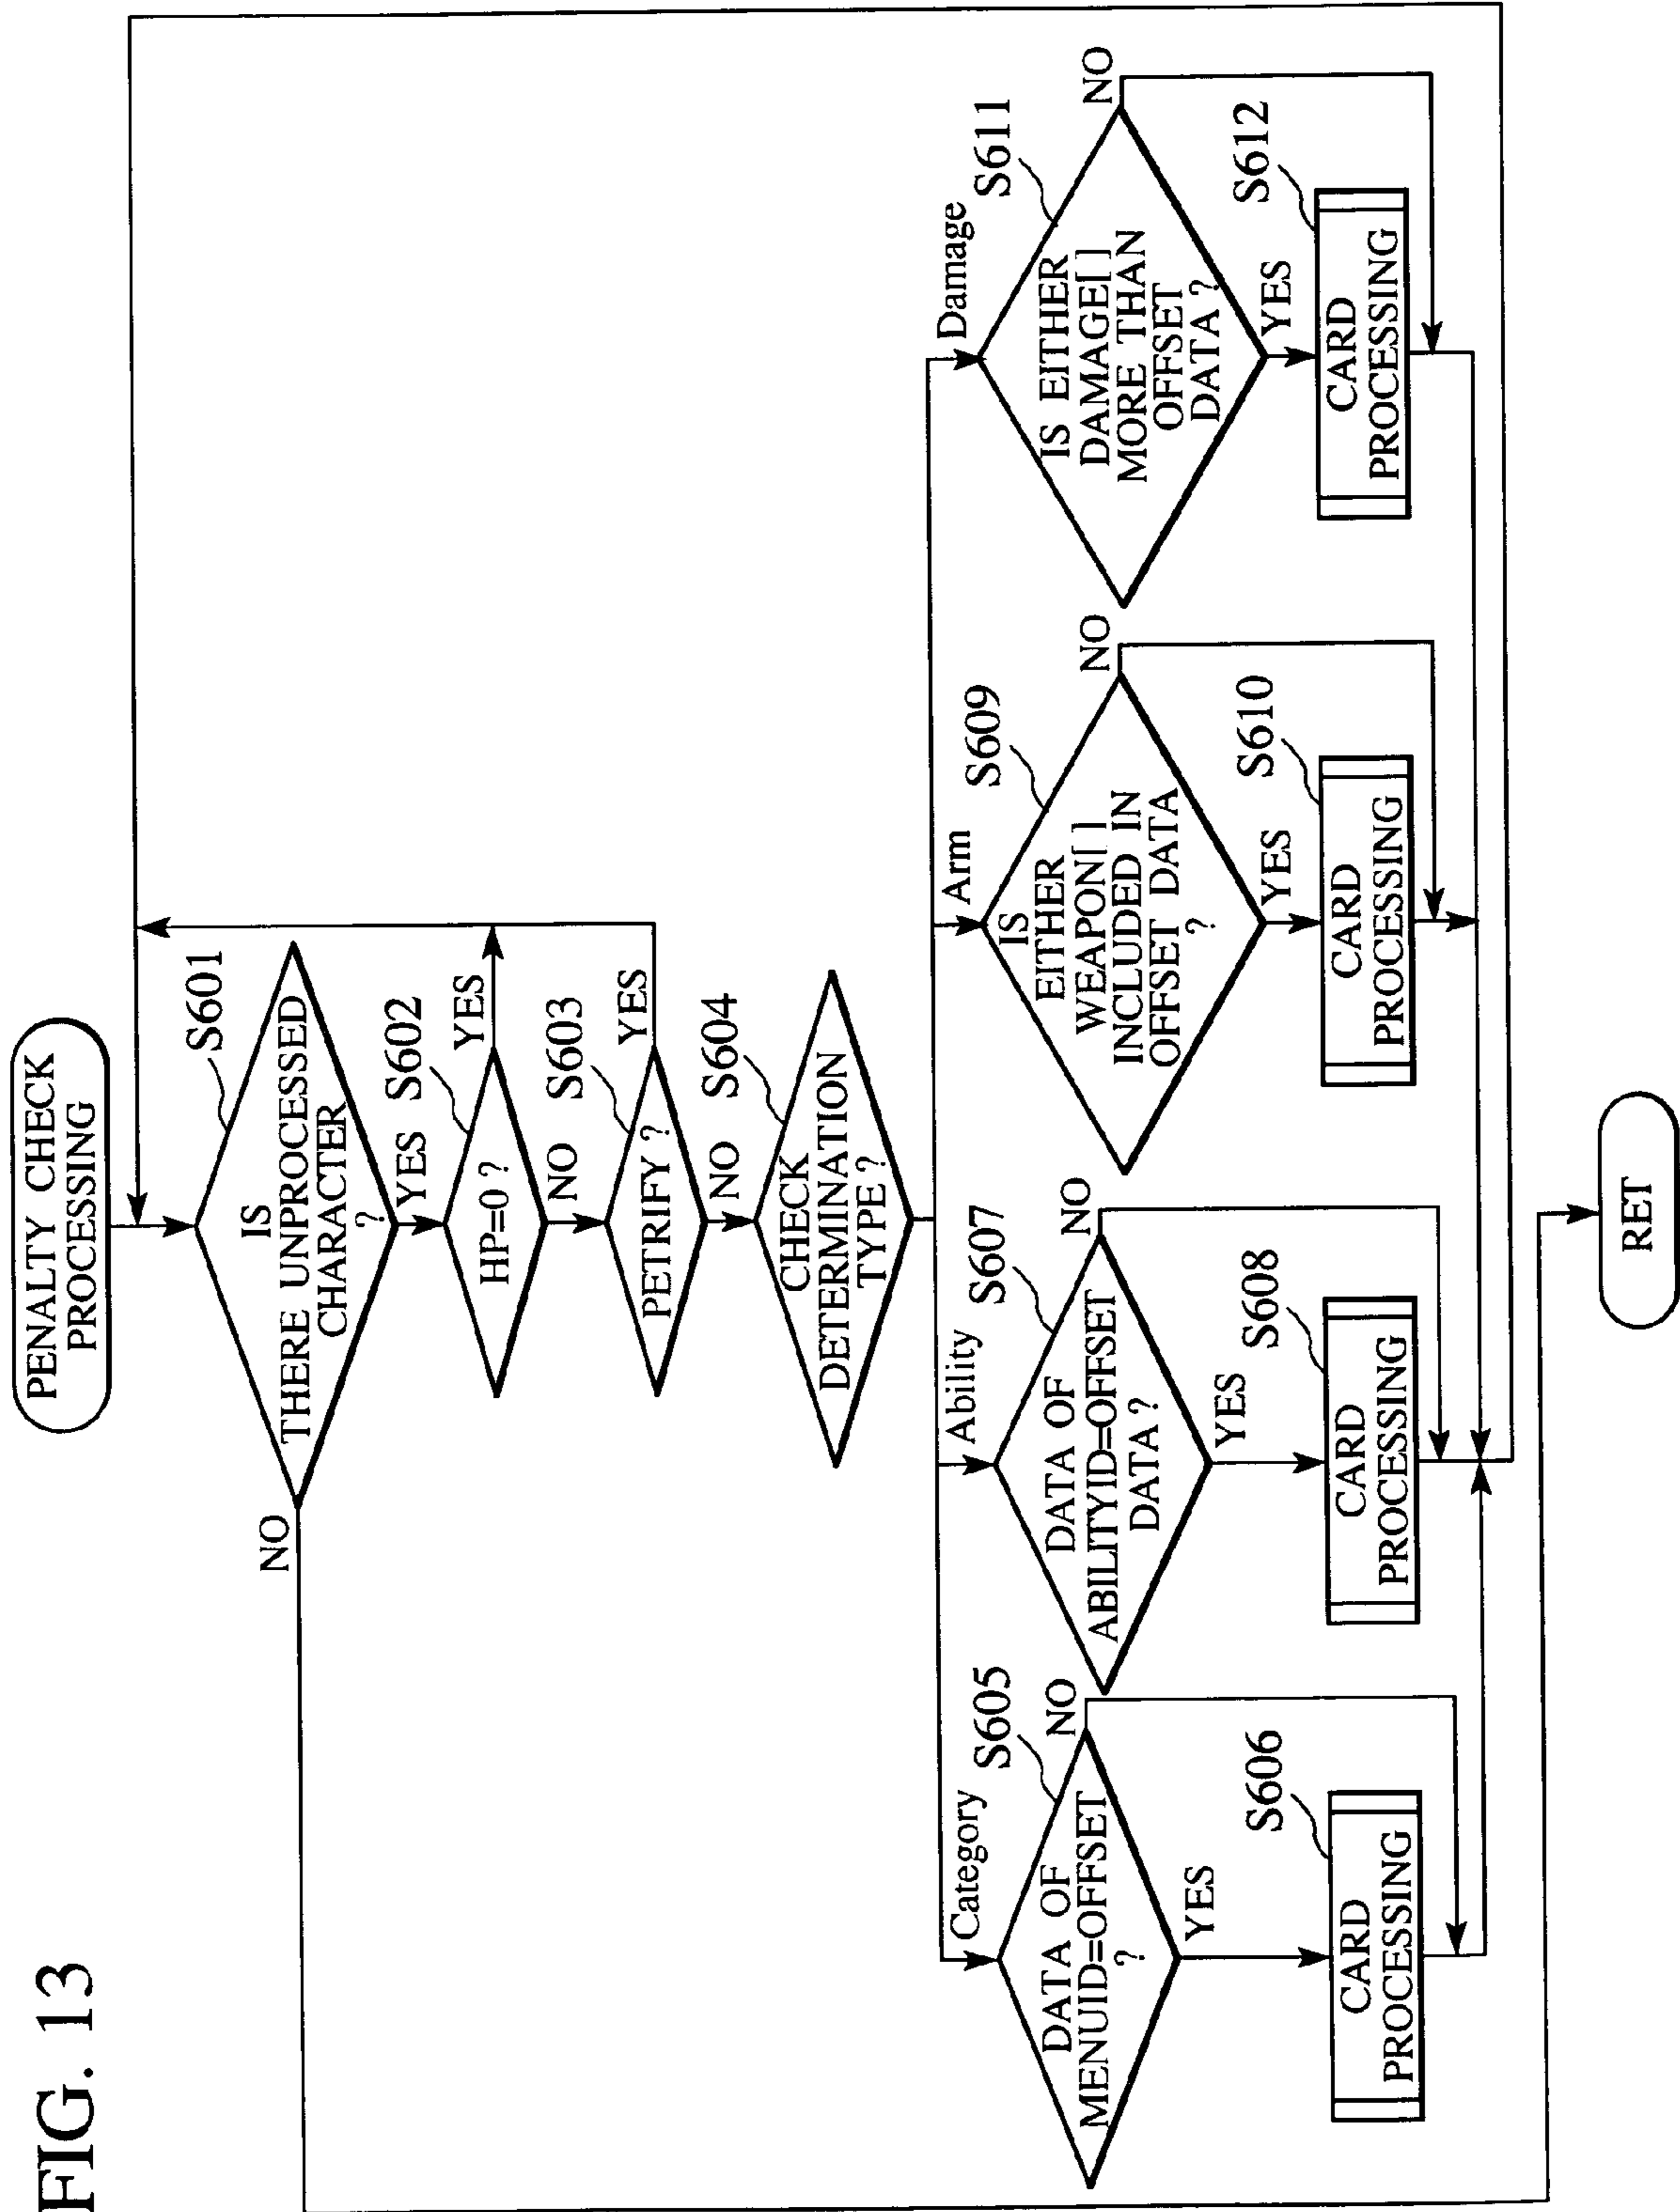 FIG. 13
PENALTY CHECK
PROCESSING
S601
IS
THERE UNPROCESSED
CHARACTER
?
NO
YES
S602
HP=0 ?
YES
NO
S603
PETRIFY ?
YES
NO
S604
CHECK
DETERMINATION
TYPE ?
Category
S605
DATA OF
MENUID=OFFSET
?
NO
YES
S606
CARD
PROCESSING
Ability
S607
DATA OF
ABILITYID=OFFSET
DATA ?
NO
YES
S608
CARD
PROCESSING
Arm
S609
IS
EITHER
WEAPON[ ]
INCLUDED IN
OFFSET DATA
?
NO
YES
S610
CARD
PROCESSING
Damage
S611
IS EITHER
DAMAGE[ ]
MORE THAN
OFFSET
DATA ?
NO
YES
S612
CARD
PROCESSING
RET